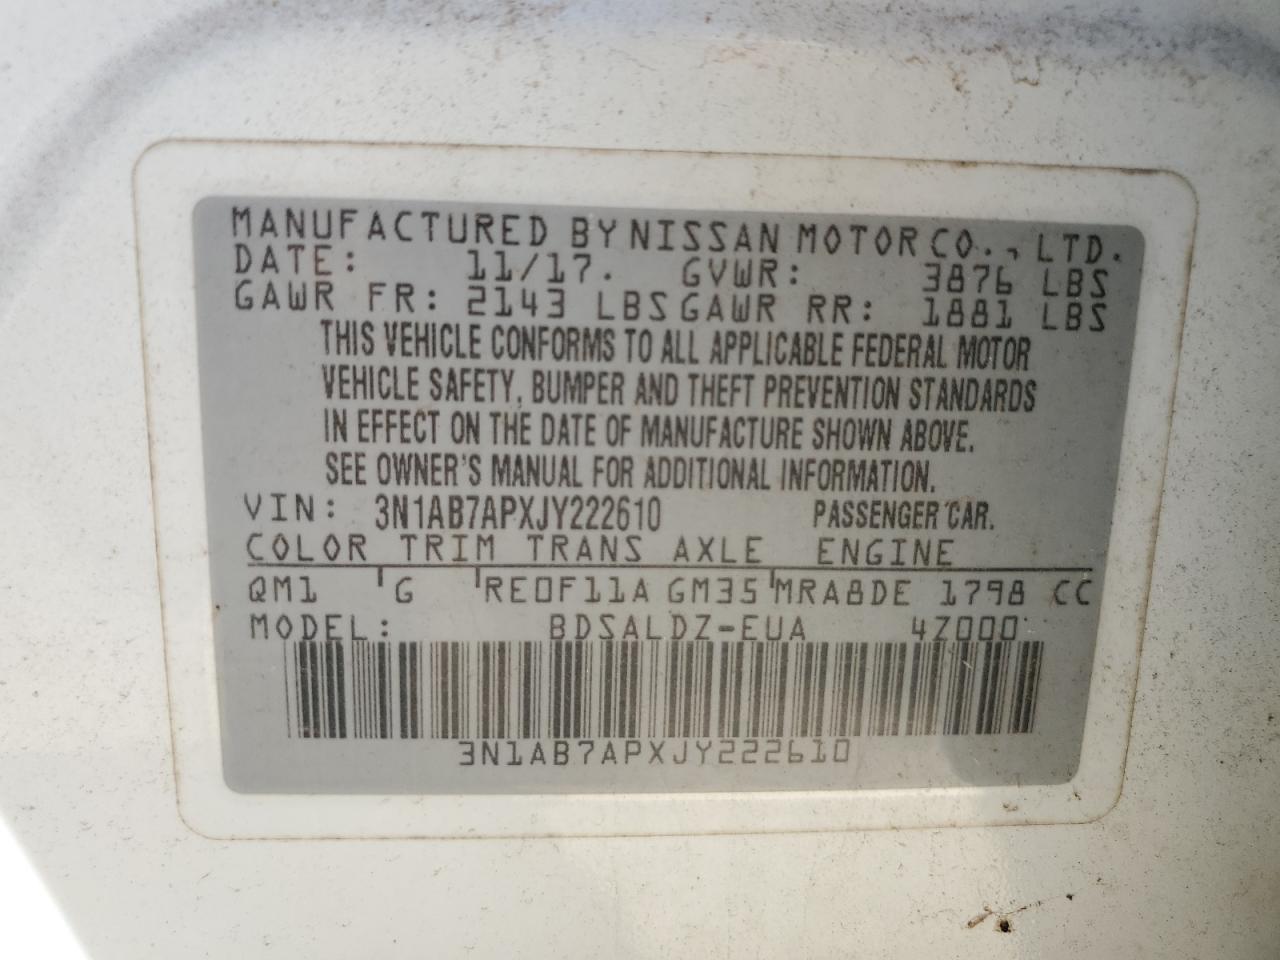 MANUFACTURED BY NISSAN MOTOR CO., LTD.
DATE: 11/17. GVWR: 3876 LBS
GAWR FR: 2143 LBS GAWR RR: 1881 LBS
THIS VEHICLE CONFORMS TO ALL APPLICABLE FEDERAL MOTOR
VEHICLE SAFETY, BUMPER AND THEFT PREVENTION STANDARDS
IN EFFECT ON THE DATE OF MANUFACTURE SHOWN ABOVE.
SEE OWNER'S MANUAL FOR ADDITIONAL INFORMATION.
VIN: 3N1AB7APXJY222610 PASSENGER CAR.
COLOR TRIM TRANS AXLE ENGINE
QM1 G RE0F11A GM35 MRA8DE 1798 CC
MODEL: BDSALDZ-EUA 4Z000
3N1AB7APXJY222610